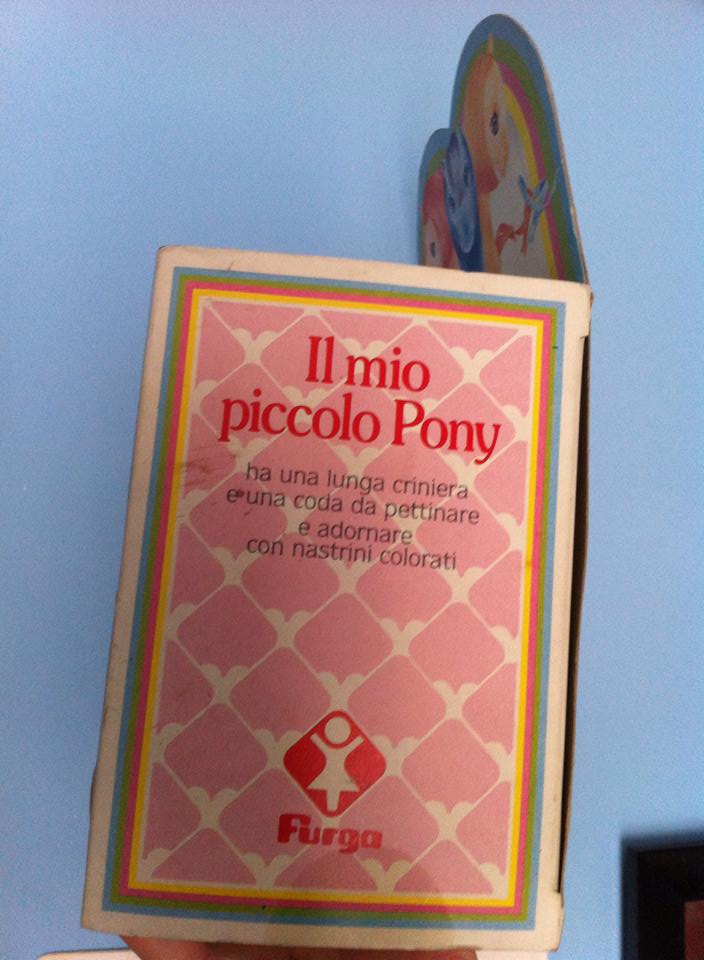 Il mio
piccolo Pony
ha una lunga criniera
e una coda da pettinare
e adornare
con nastrini colorati
Furga